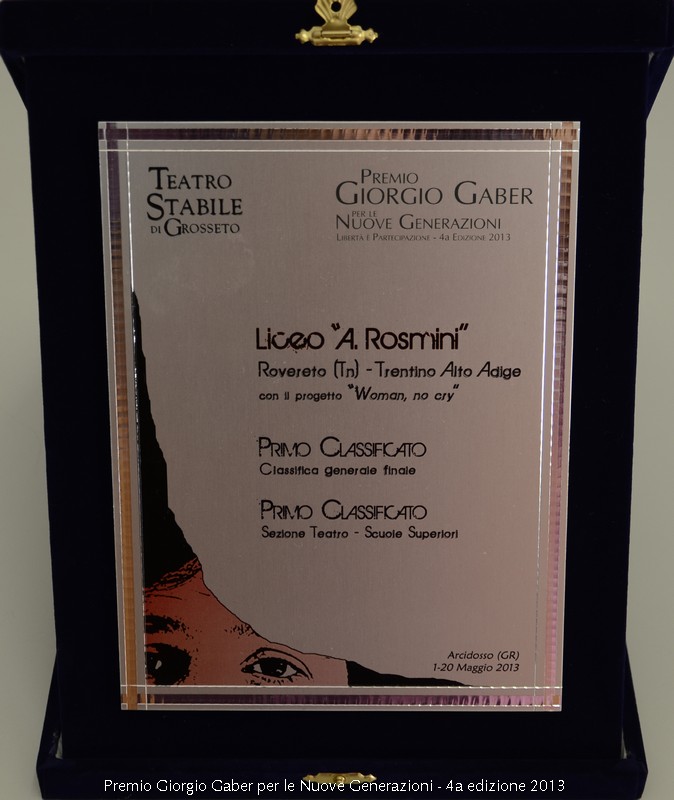 TEATRO
STABILE
DI GROSSETO
PREMIO
GIORGIO GABER
PER LE
NUOVE GENERAZIONI
LIBERTÀ E PARTECIPAZIONE - 4a EDIZIONE 2013
Liceo "A. Rosmini"
Rovereto (Tn) - Trentino Alto Adige
con il progetto "Woman, no cry"
PRIMO CLASSIFICATO
Classifica generale finale
PRIMO CLASSIFICATO
Sezione Teatro - Scuole Superiori
Arcidosso (GR)
1-20 Maggio 2013
Premio Giorgio Gaber per le Nuove Generazioni - 4a edizione 2013